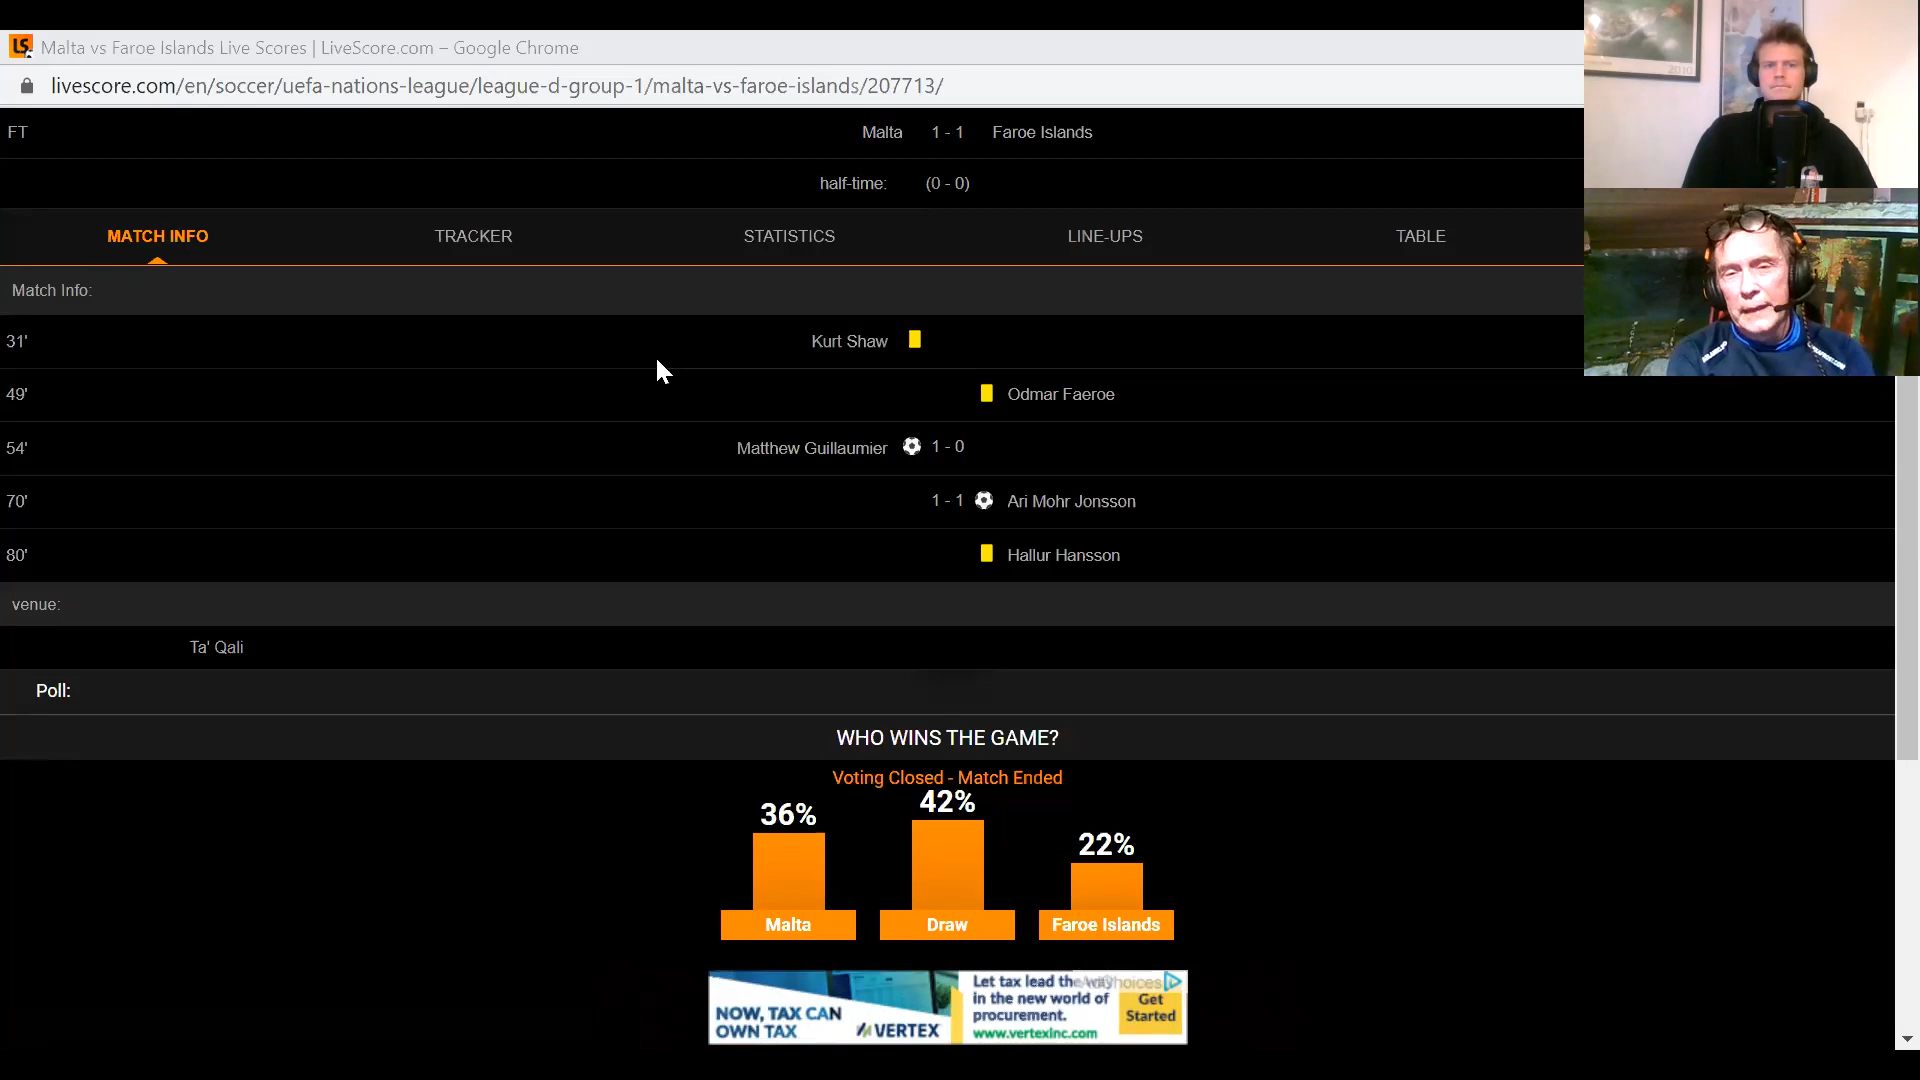 LS Malta vs Faroe Islands Live Scores | LiveScore.com – Google Chrome
livescore.com/en/soccer/uefa-nations-league/league-d-group-1/malta-vs-faroe-islands/207713/
2010
FT Malta 1 - 1 Faroe Islands
half-time: (0 - 0)
MATCH INFO TRACKER STATISTICS LINE-UPS TABLE
Match Info:
31' Kurt Shaw
49' Odmar Faeroe
54' Matthew Guillaumier 1 - 0
70' 1 - 1 Ari Mohr Jonsson
80' Hallur Hansson
venue:
Ta' Qali
Poll:
WHO WINS THE GAME?
Voting Closed - Match Ended
36% 42% 22%
Malta Draw Faroe Islands
NOW, TAX CAN
OWN TAX
VERTEX
Let tax lead the way
in the new world of
procurement.
www.vertexinc.com
AdChoices
Get
Started